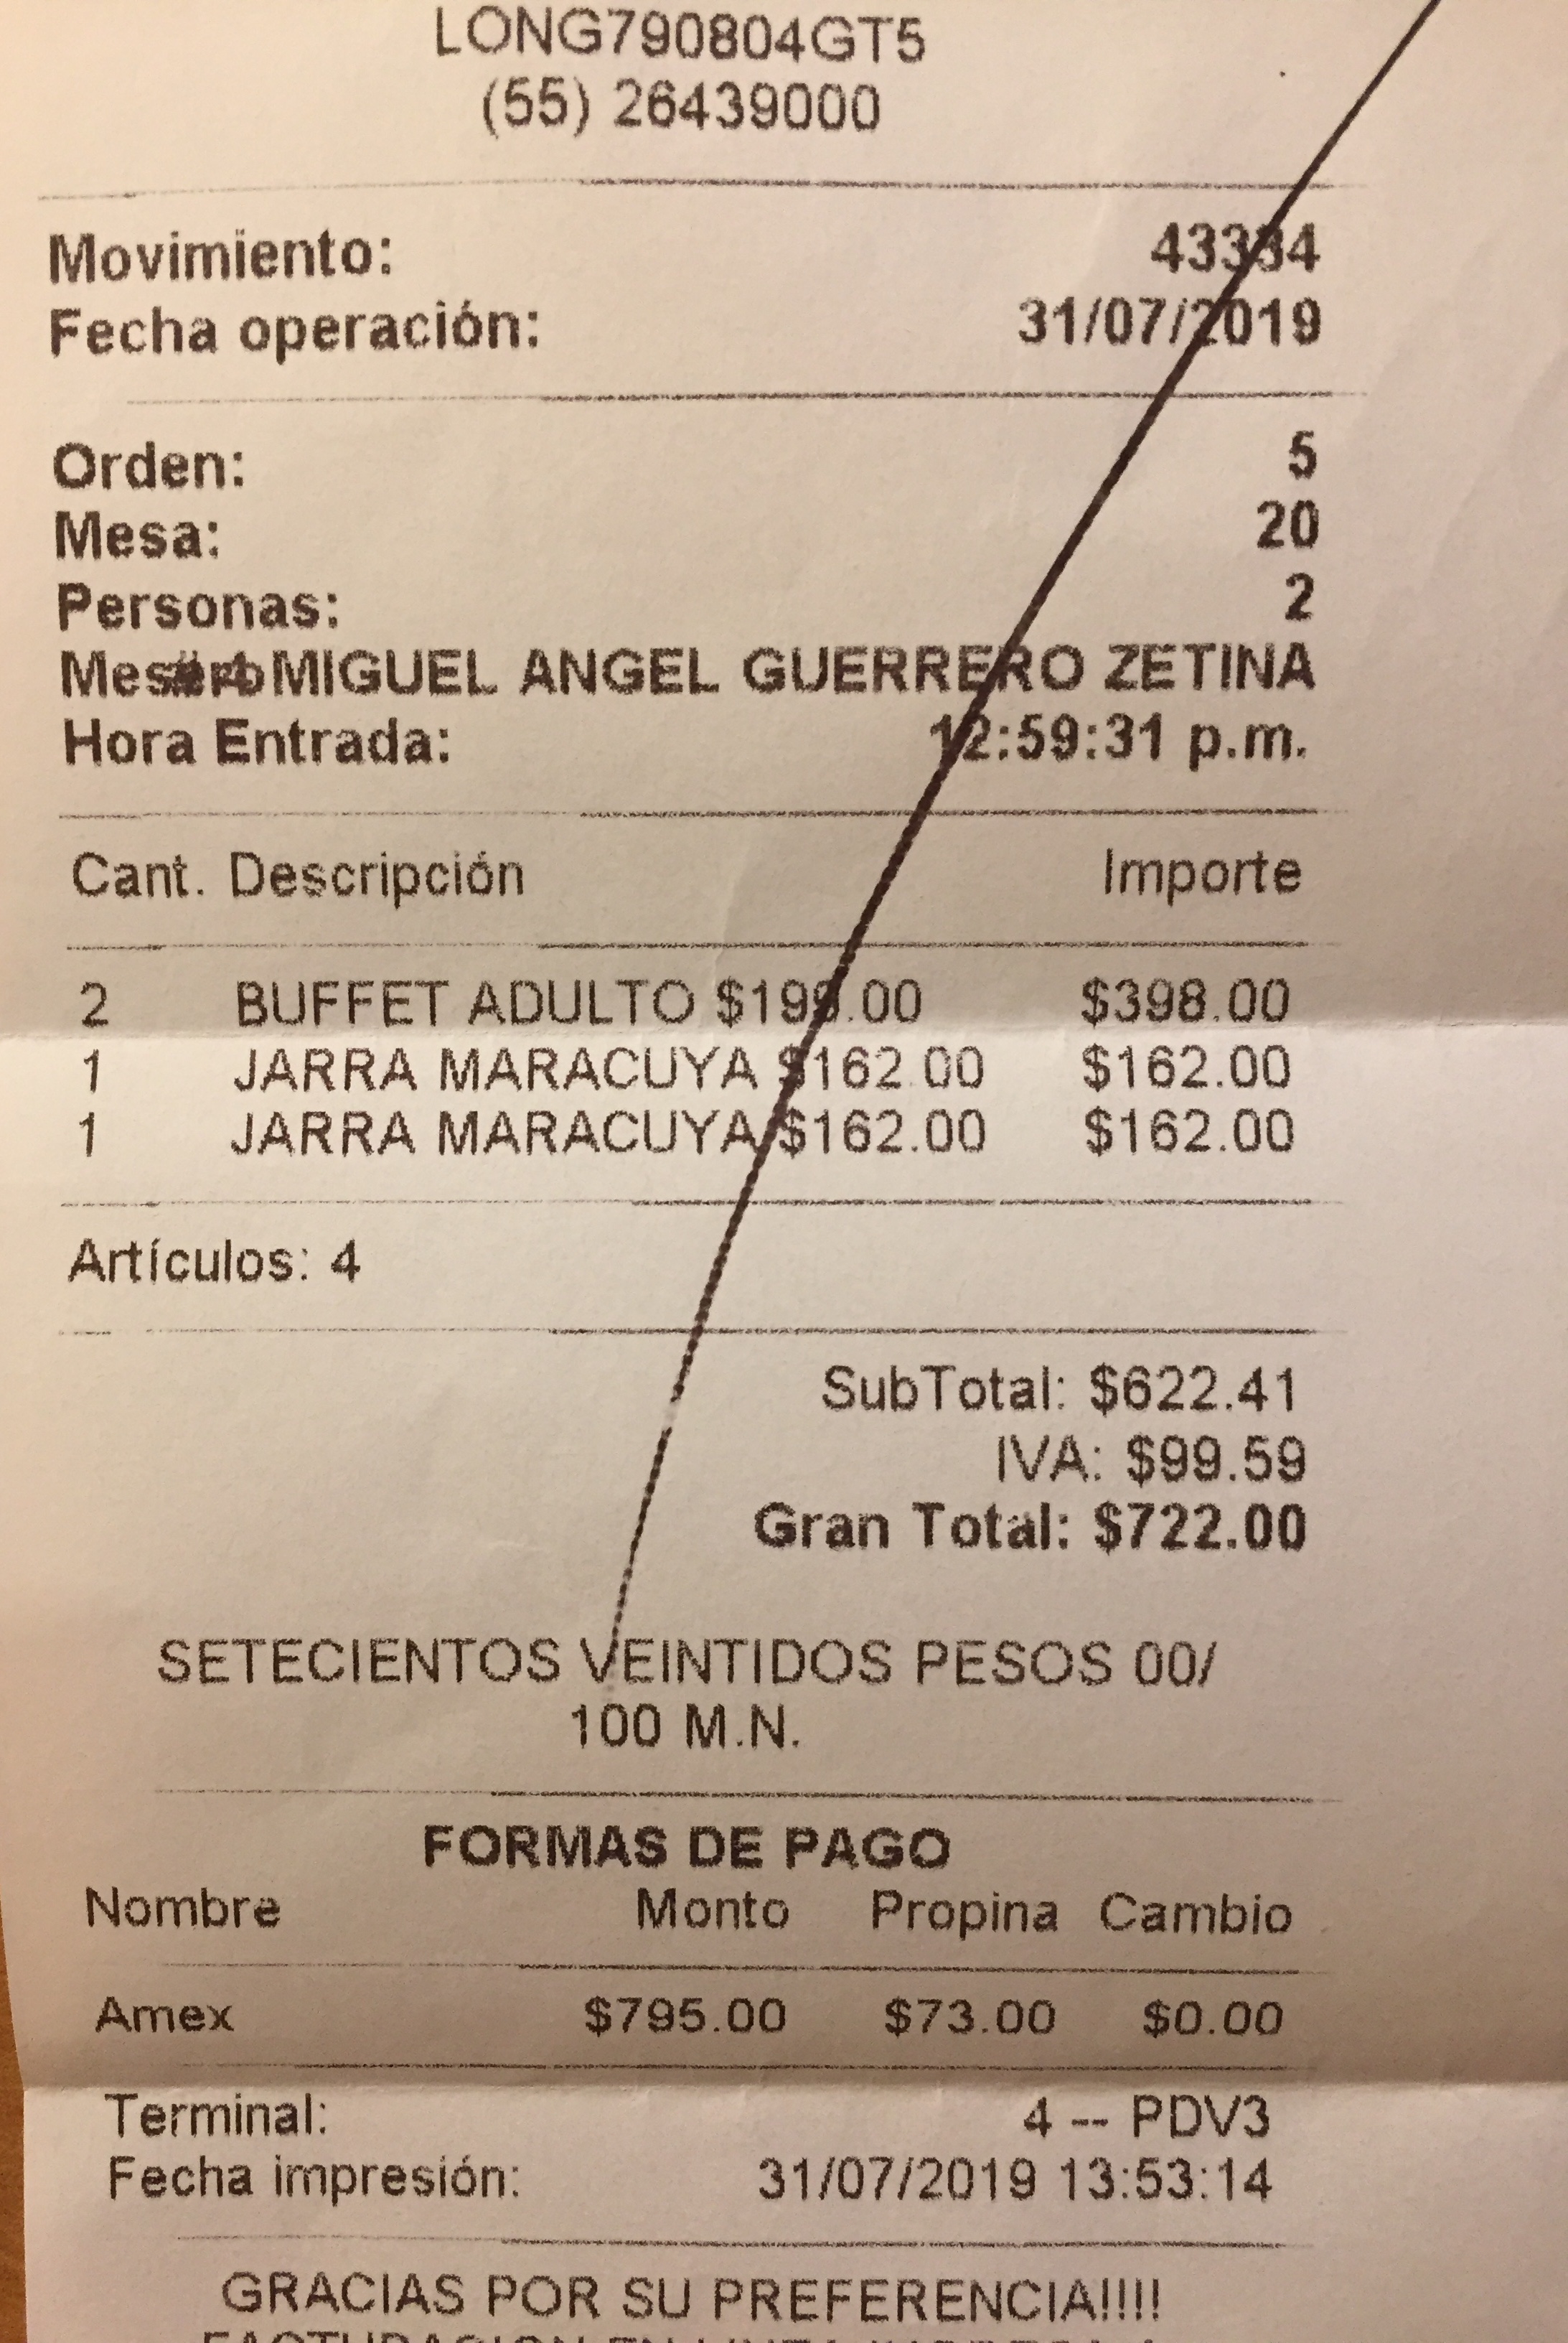 LONG790804GT5
(55) 26439000
Movimiento: 43334
Fecha operación: 31/07/2019
Orden: 5
Mesa: 20
Personas: 2
Mesero MIGUEL ANGEL GUERRERO ZETINA
Hora Entrada: 12:59:31 p.m.
Cant. Descripción Importe
2 BUFFET ADULTO $199.00 $398.00
1 JARRA MARACUYA $162.00 $162.00
1 JARRA MARACUYA $162.00 $162.00
Artículos: 4
SubTotal: $622.41
IVA: $99.59
Gran Total: $722.00
SETECIENTOS VEINTIDOS PESOS 00/
100 M.N.
FORMAS DE PAGO
Nombre Monto Propina Cambio
Amex $795.00 $73.00 $0.00
Terminal: 4 -- PDV3
Fecha impresión: 31/07/2019 13:53:14
GRACIAS POR SU PREFERENCIA!!!!